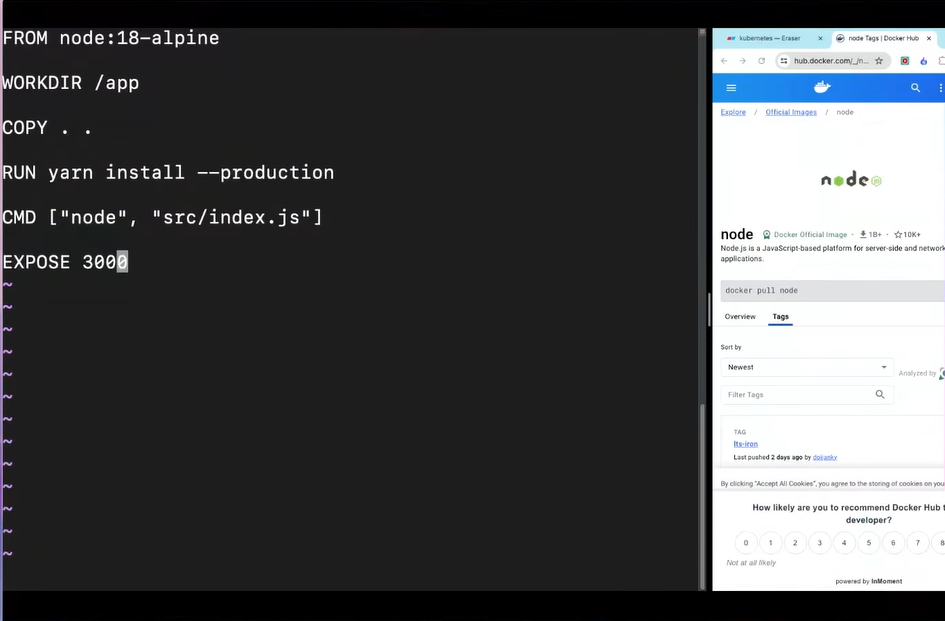 FROM node:18-alpine
WORKDIR /app
COPY . .
RUN yarn install --production
CMD ["node", "src/index.js"]
EXPOSE 3000
~
~
~
~
~
~
~
~
~
~
~
~
~
kubernetes — Eraser
node Tags | Docker Hub
hub.docker.com/_/n...
Explore / Official Images / node
node
node
Docker Official Image · 1B+ · 10K+
Node.js is a JavaScript-based platform for server-side and network
applications.
docker pull node
Overview
Tags
Sort by
Newest
Analyzed by
Filter Tags
TAG
lts-iron
Last pushed 2 days ago by doijanky
By clicking "Accept All Cookies", you agree to the storing of cookies on you
How likely are you to recommend Docker Hub t
developer?
0 1 2 3 4 5 6 7 8
Not at all likely
powered by InMoment